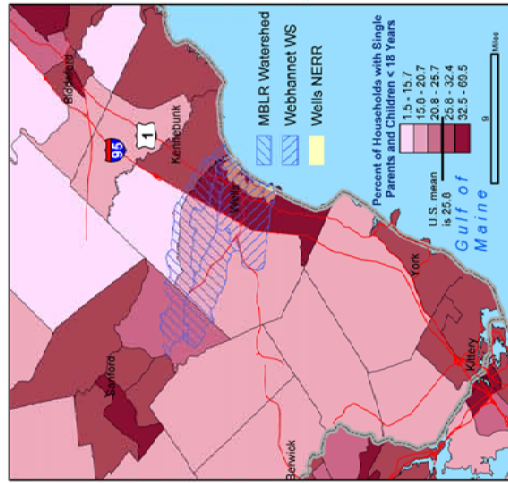 Biddeford
95
1
Kennebunk
Wells
Sanford
York
Kittery
Berwick
MBLR Watershed
Webhannet WS
Wells NERR
Percent of Households with Single
Parents and Children < 18 Years
1.5 - 15.7
15.8 - 20.7
20.8 - 25.7
25.8 - 32.4
32.5 - 69.5
U.S. mean
is 25.8
Gulf of
Maine
9
Miles